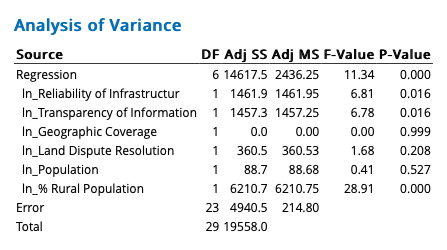 Analysis of Variance
Source DF Adj SS Adj MS F-Value P-Value
Regression 6 14617.5 2436.25 11.34 0.000
ln_Reliability of Infrastructur 1 1461.9 1461.95 6.81 0.016
ln_Transparency of Information 1 1457.3 1457.25 6.78 0.016
ln_Geographic Coverage 1 0.0 0.00 0.00 0.999
ln_Land Dispute Resolution 1 360.5 360.53 1.68 0.208
ln_Population 1 88.7 88.68 0.41 0.527
ln_% Rural Population 1 6210.7 6210.75 28.91 0.000
Error 23 4940.5 214.80
Total 29 19558.0